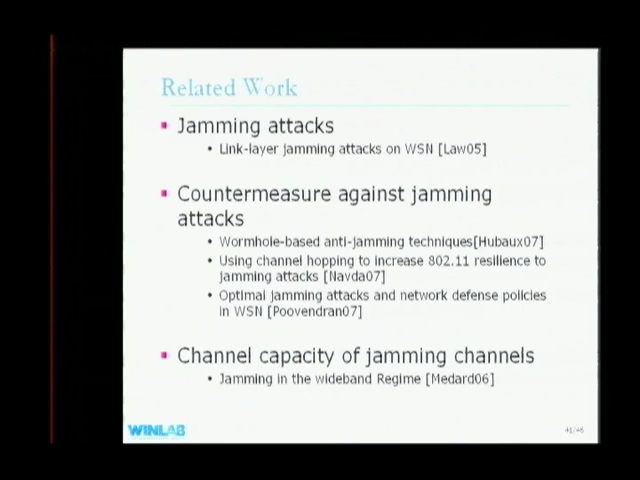 Related Work
Jamming attacks
• Link-layer jamming attacks on WSN [Law05]
Countermeasure against jamming
attacks
• Wormhole-based anti-jamming techniques[Hubaux07]
• Using channel hopping to increase 802.11 resilience to
jamming attacks [Navda07]
• Optimal jamming attacks and network defense policies
in WSN [Poovendran07]
Channel capacity of jamming channels
• Jamming in the wideband Regime [Medard06]
WINLAB